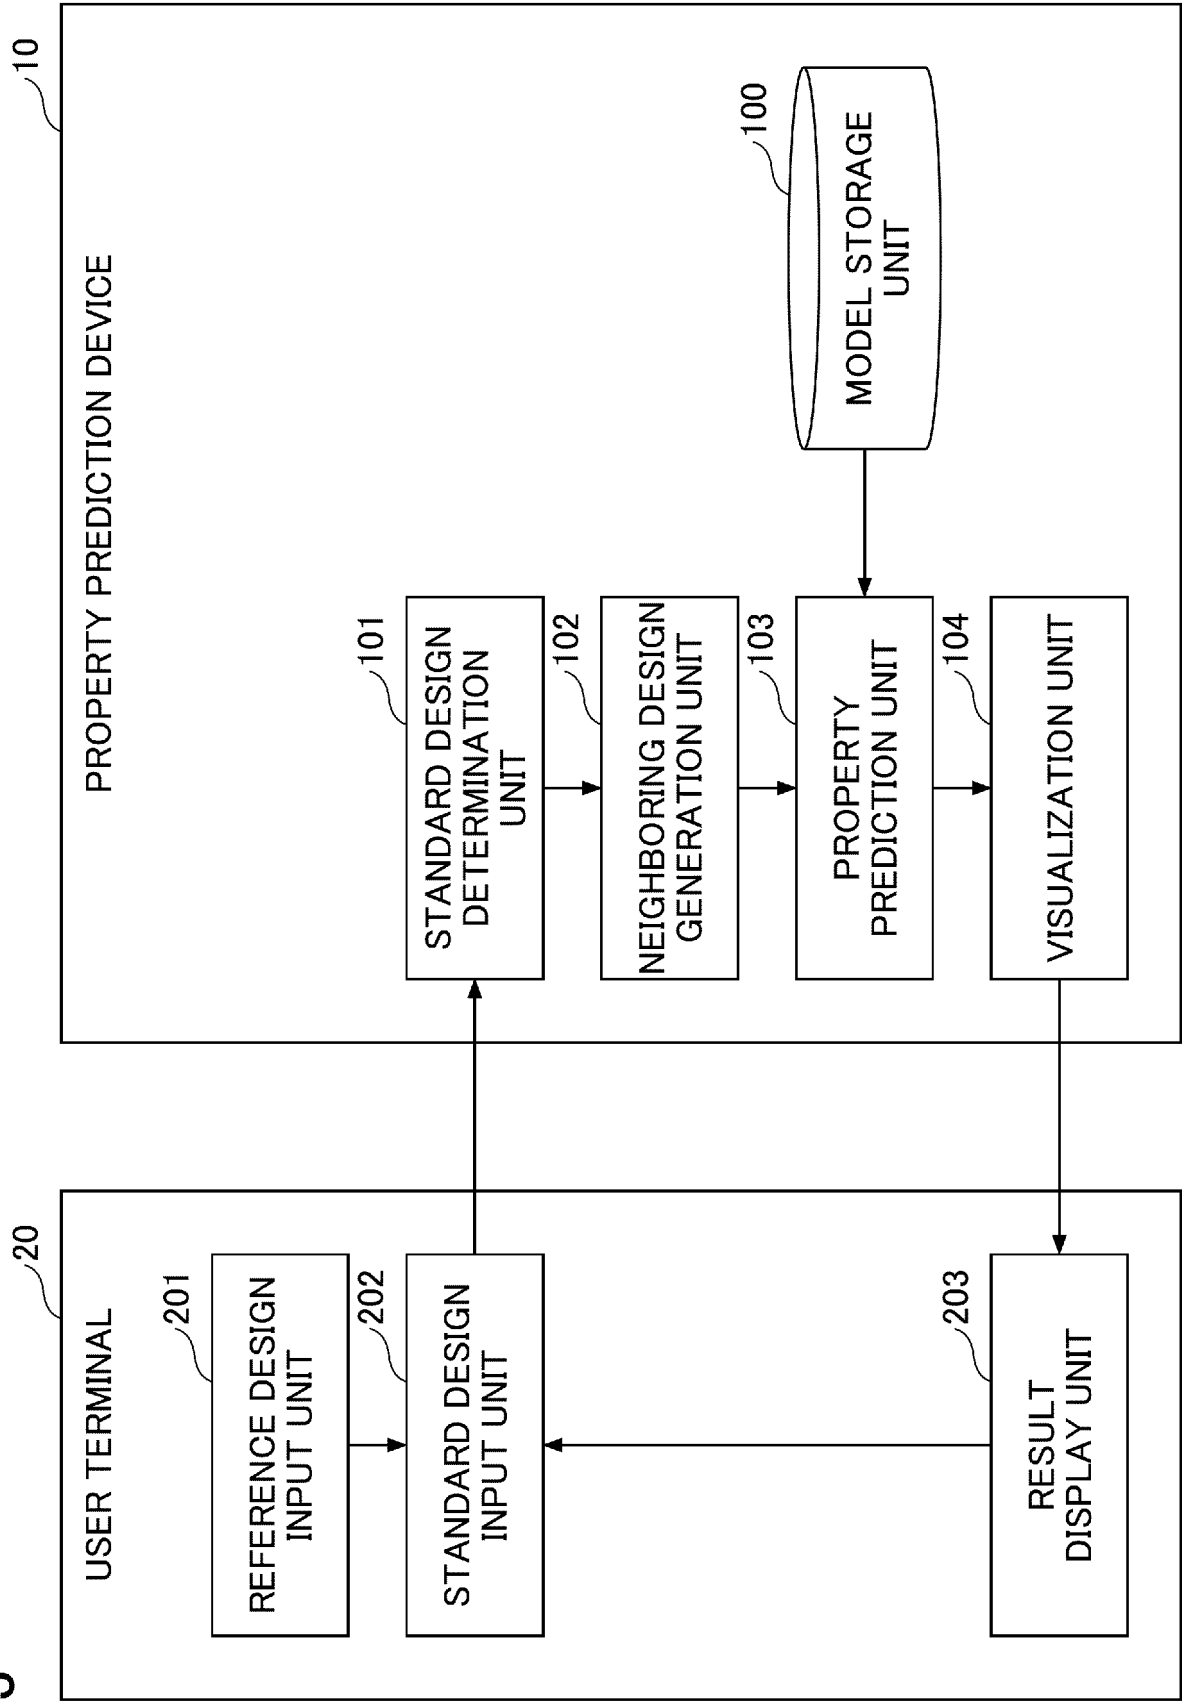 20
USER TERMINAL
201
REFERENCE DESIGN
INPUT UNIT
202
STANDARD DESIGN
INPUT UNIT
203
RESULT
DISPLAY UNIT
10
PROPERTY PREDICTION DEVICE
101
STANDARD DESIGN
DETERMINATION
UNIT
102
NEIGHBORING DESIGN
GENERATION UNIT
103
PROPERTY
PREDICTION UNIT
104
VISUALIZATION UNIT
100
MODEL STORAGE
UNIT